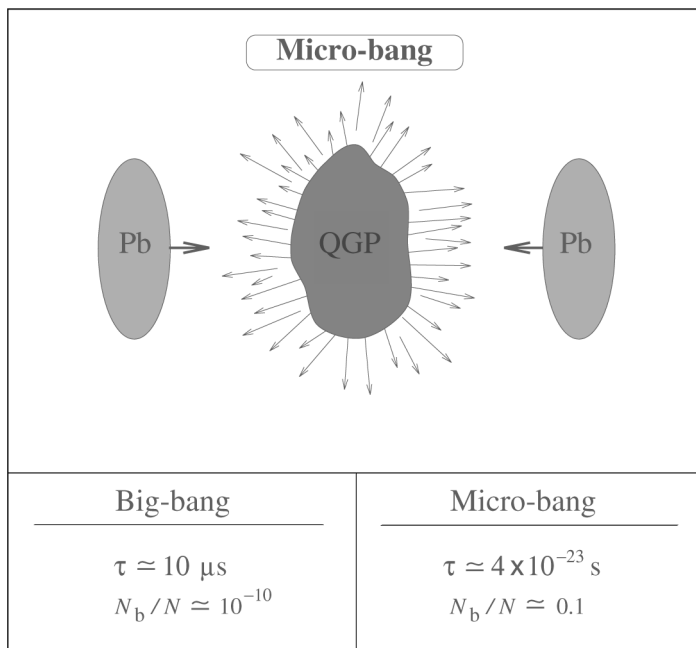 Micro-bang
Pb QGP Pb
Big-bang
τ ≃ 10 μs
N_b/N ≃ 10⁻¹⁰
Micro-bang
τ ≃ 4 x 10⁻²³ s
N_b/N ≃ 0.1